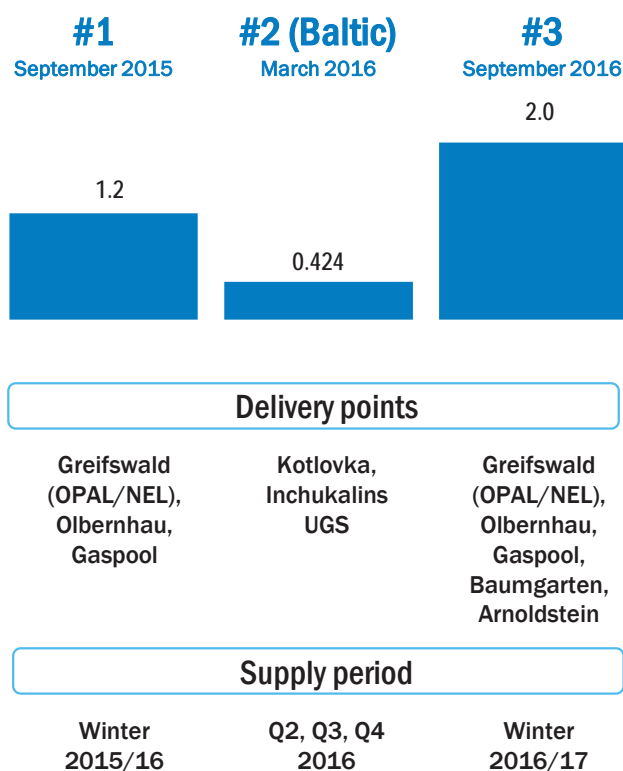 #1
September 2015
#2 (Baltic)
March 2016
#3
September 2016
1.2
0.424
2.0
Delivery points
Greifswald
(OPAL/NEL),
Olbernhau,
Gaspool
Kotlovka,
Inchukalins
UGS
Greifswald
(OPAL/NEL),
Olbernhau,
Gaspool,
Baumgarten,
Arnoldstein
Supply period
Winter
2015/16
Q2, Q3, Q4
2016
Winter
2016/17